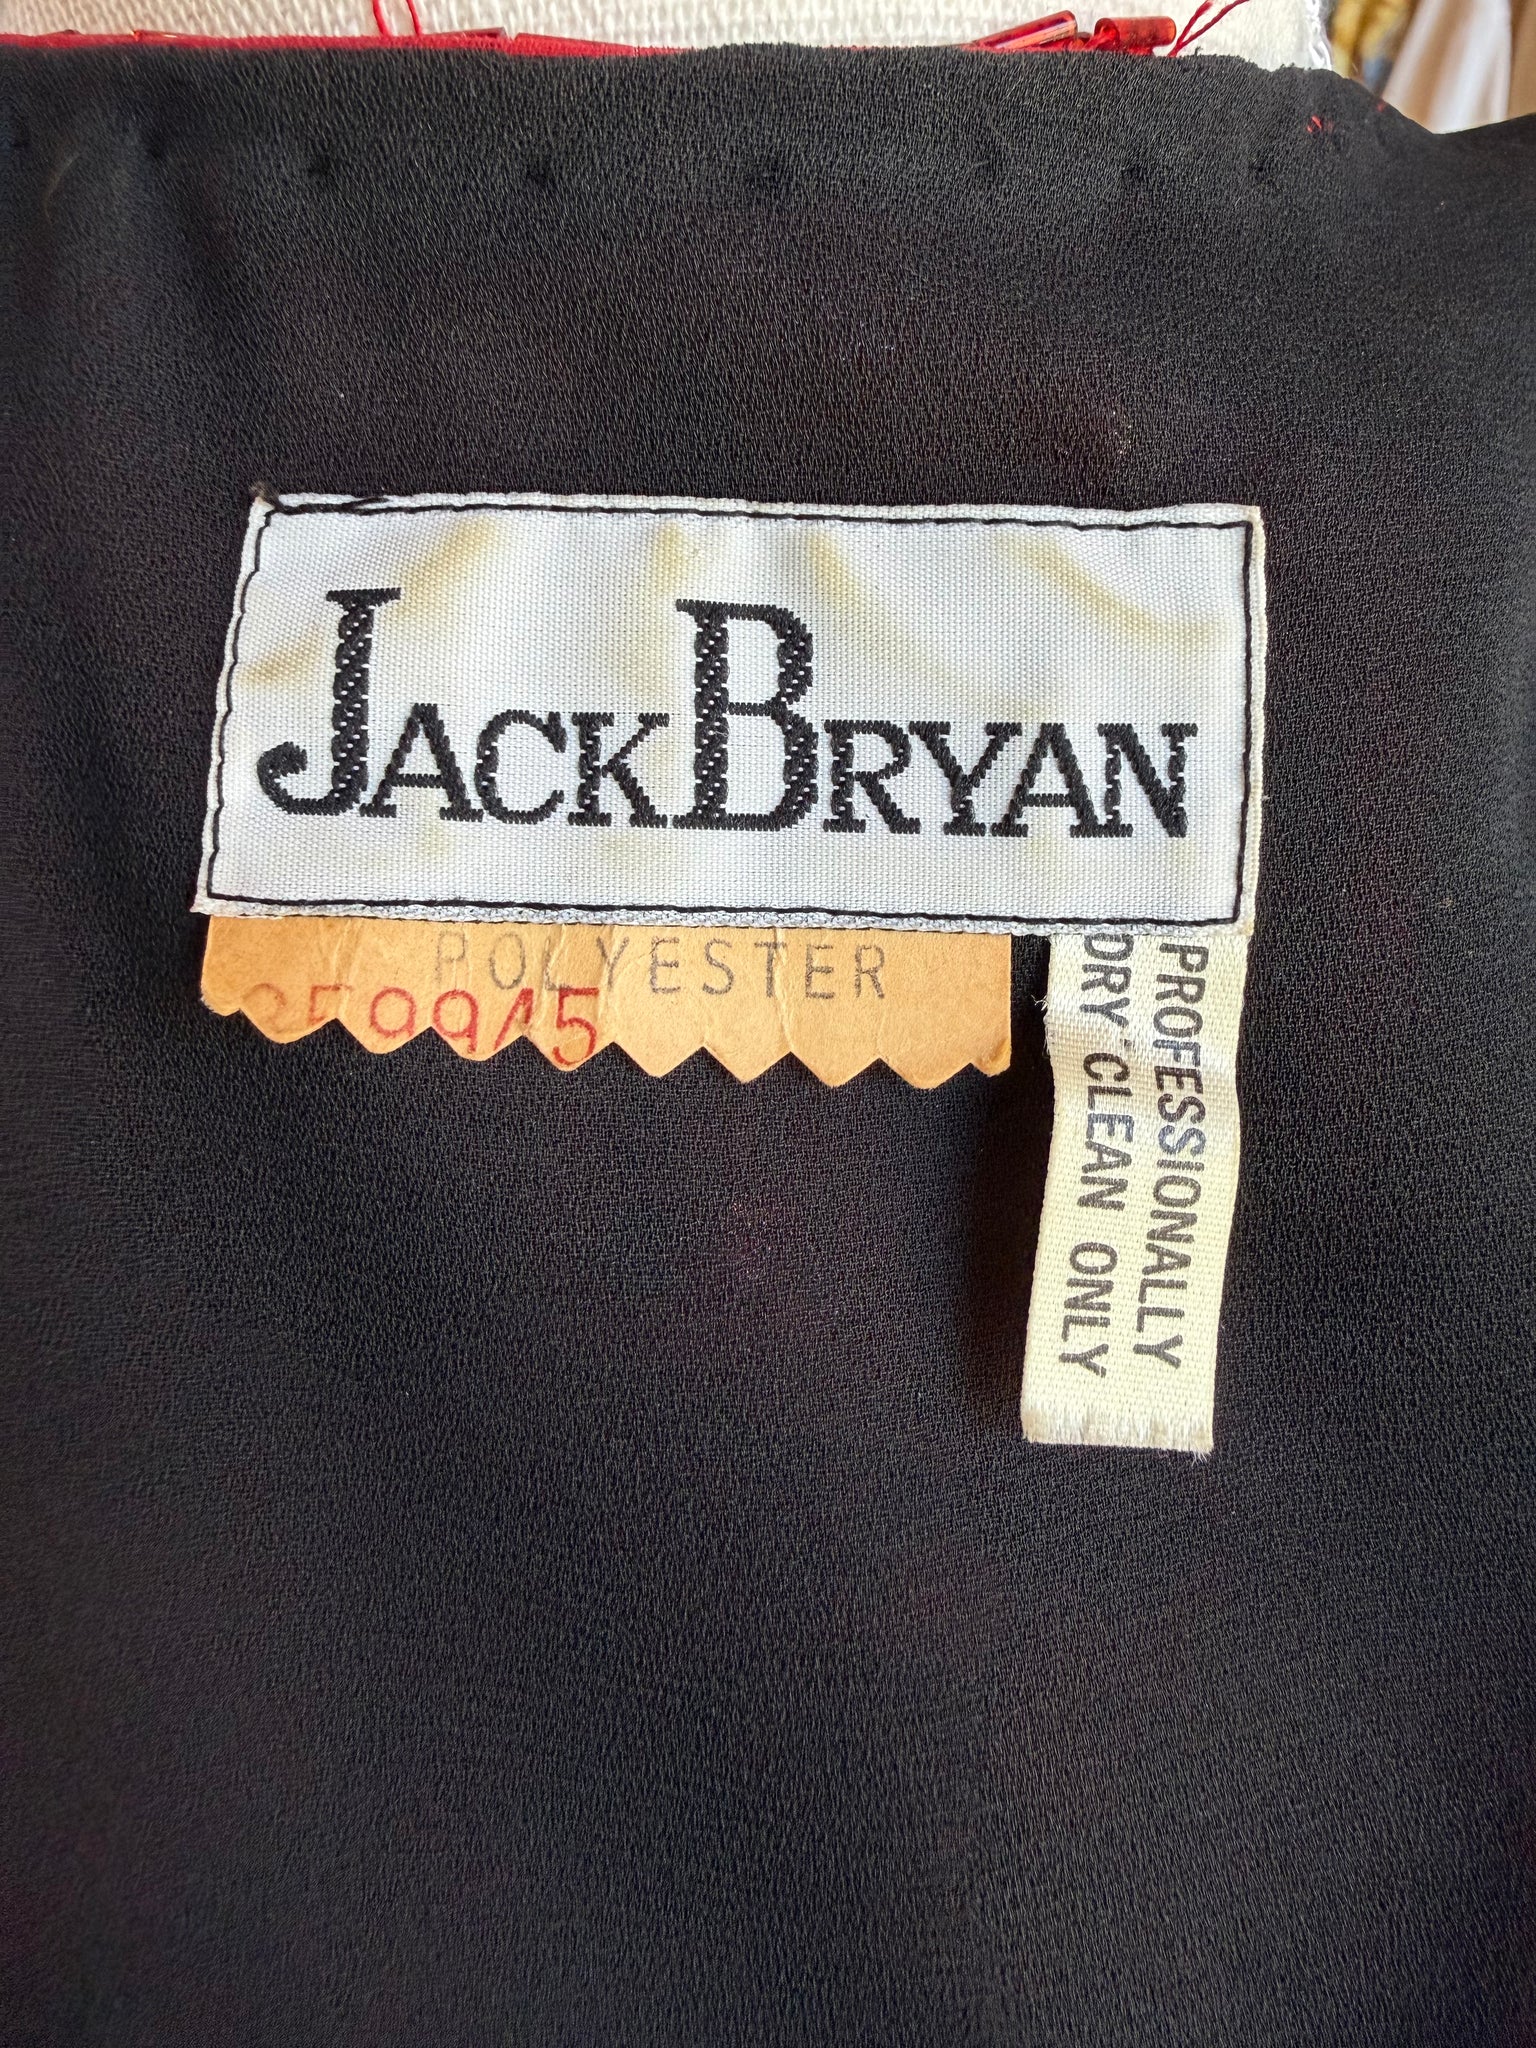 JACKBRYAN
POLYESTER
PROFESSIONALLY
DRY CLEAN ONLY